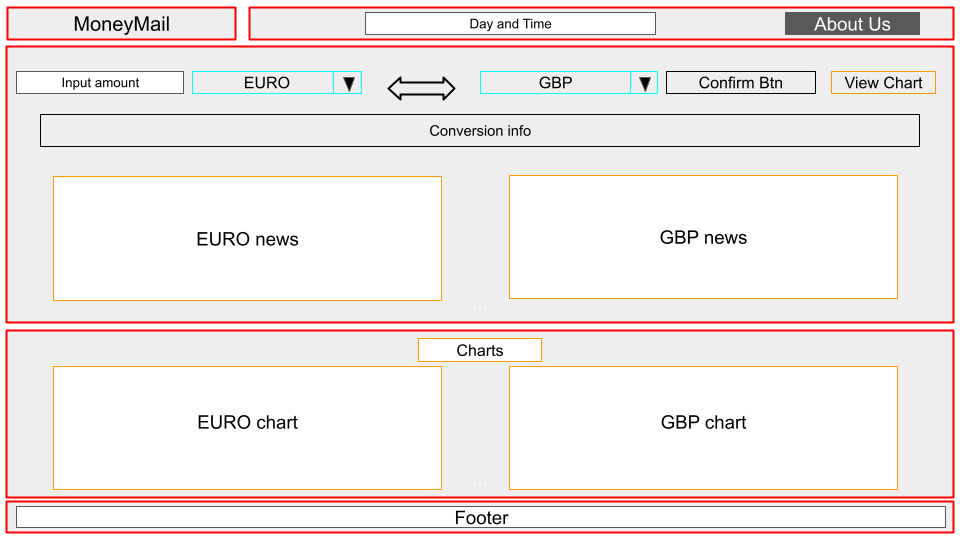 MoneyMail
Day and Time
About Us
Input amount
EURO
GBP
Confirm Btn
View Chart
Conversion info
EURO news
GBP news
...
Charts
EURO chart
GBP chart
...
Footer